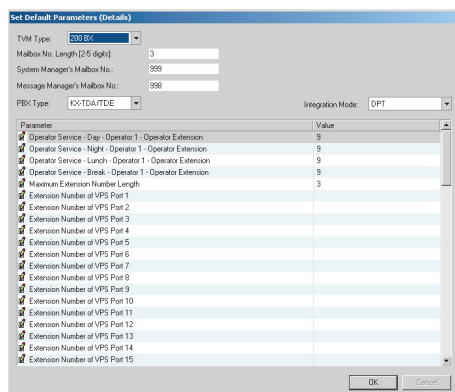 Set Default Parameters (Details)
TVM Type: 200 BX
Mailbox No. Length [2-5 digits]: 3
System Manager's Mailbox No.: 999
Message Manager's Mailbox No.: 998
PBX Type: KX-TDA/TDE Integration Mode: DPT
Parameter Value
Operator Service - Day - Operator 1 - Operator Extension 9
Operator Service - Night - Operator 1 - Operator Extension 9
Operator Service - Lunch - Operator 1 - Operator Extension 9
Operator Service - Break - Operator 1 - Operator Extension 9
Maximum Extension Number Length 3
Extension Number of VPS Port 1
Extension Number of VPS Port 2
Extension Number of VPS Port 3
Extension Number of VPS Port 4
Extension Number of VPS Port 5
Extension Number of VPS Port 6
Extension Number of VPS Port 7
Extension Number of VPS Port 8
Extension Number of VPS Port 9
Extension Number of VPS Port 10
Extension Number of VPS Port 11
Extension Number of VPS Port 12
Extension Number of VPS Port 13
Extension Number of VPS Port 14
Extension Number of VPS Port 15
OK Cancel